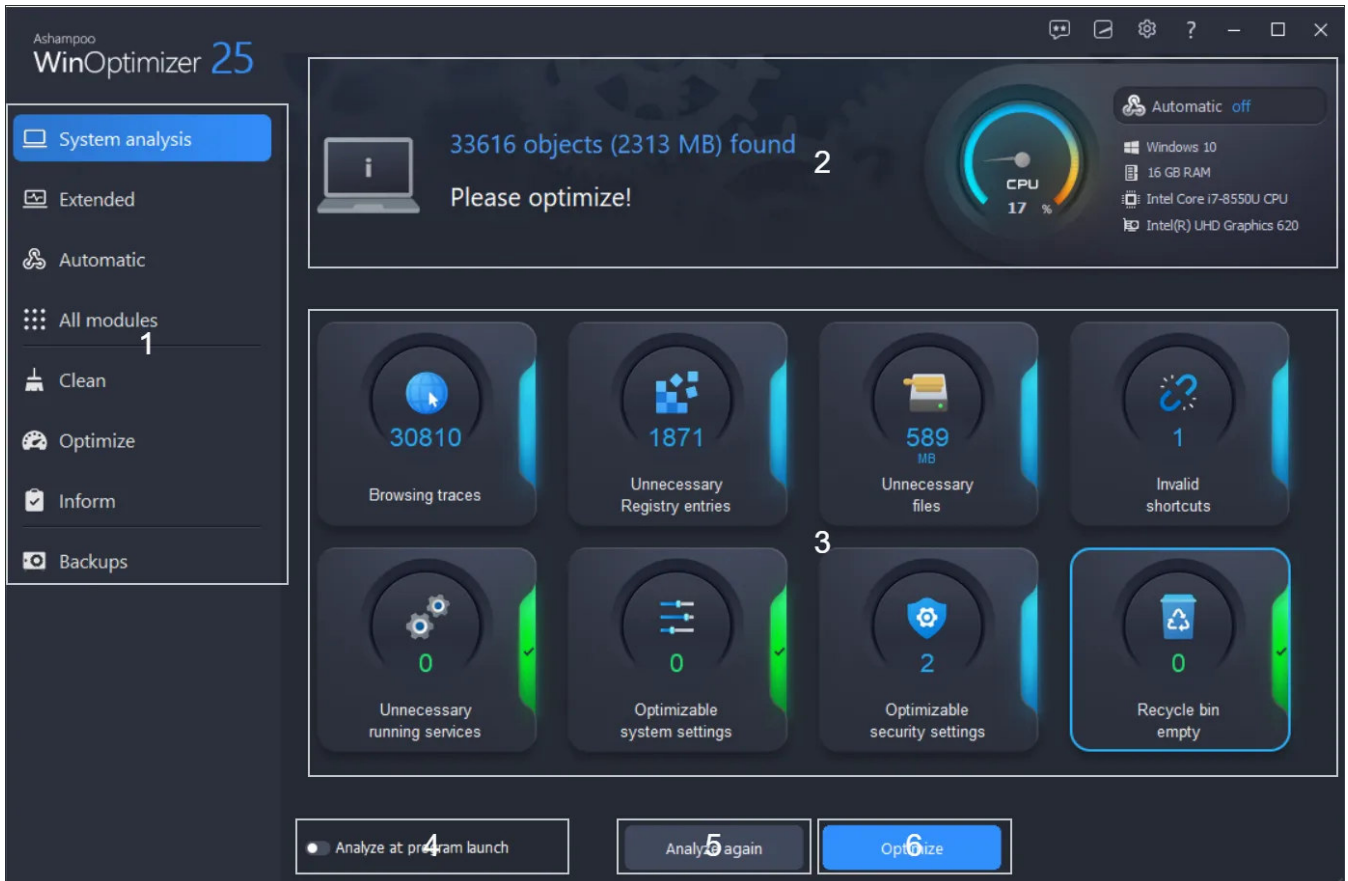 Ashampoo
WinOptimizer 25
?
System analysis
Extended
Automatic
All modules
1
Clean
Optimize
Inform
Backups
i
33616 objects (2313 MB) found
Please optimize!
2
CPU
17 %
Automatic off
Windows 10
16 GB RAM
Intel Core i7-8550U CPU
Intel(R) UHD Graphics 620
30810
Browsing traces
1871
Unnecessary
Registry entries
589
MB
Unnecessary
files
1
Invalid
shortcuts
3
0
Unnecessary
running services
0
Optimizable
system settings
2
Optimizable
security settings
0
Recycle bin
empty
Analyze at program launch
4
Analyze again
5
Optimize
6